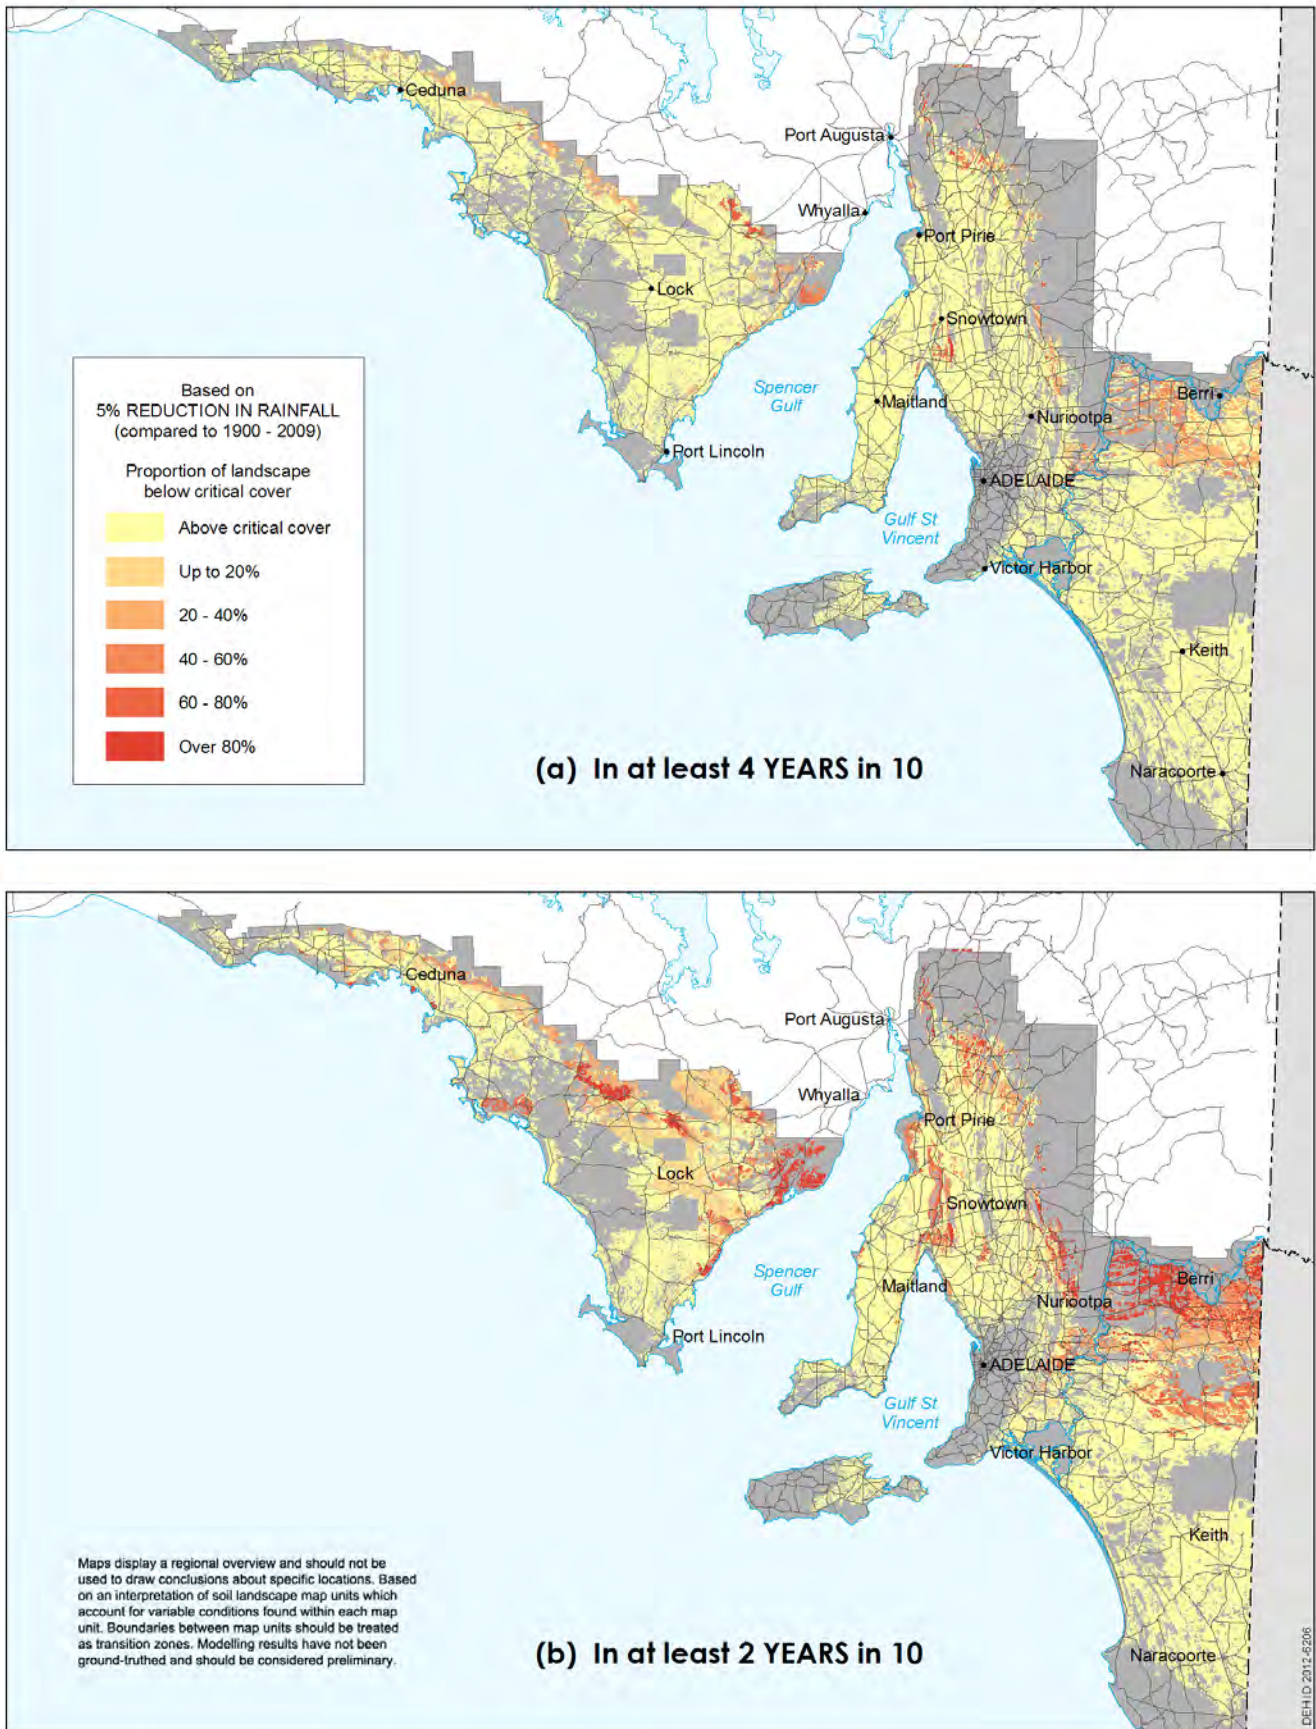 Ceduna
Port Augusta
Whyalla
Port Pirie
Lock
Snowtown
Based on
5% REDUCTION IN RAINFALL
(compared to 1900 - 2009)
Proportion of landscape
below critical cover
Above critical cover
Up to 20%
20 - 40%
40 - 60%
60 - 80%
Over 80%
Spencer
Gulf
Maitland
Berri
Nuriootpa
Port Lincoln
ADELAIDE
Gulf St
Vincent
Victor Harbor
Keith
Naracoorte
(a) In at least 4 YEARS in 10
Ceduna
Port Augusta
Whyalla
Port Pirie
Lock
Snowtown
Spencer
Gulf
Maitland
Berri
Nuriootpa
Port Lincoln
ADELAIDE
Gulf St
Vincent
Victor Harbor
Keith
Naracoorte
Maps display a regional overview and should not be
used to draw conclusions about specific locations. Based
on an interpretation of soil landscape map units which
account for variable conditions found within each map
unit. Boundaries between map units should be treated
as transition zones. Modelling results have not been
ground-truthed and should be considered preliminary.
(b) In at least 2 YEARS in 10
DEH ID 2012-6206